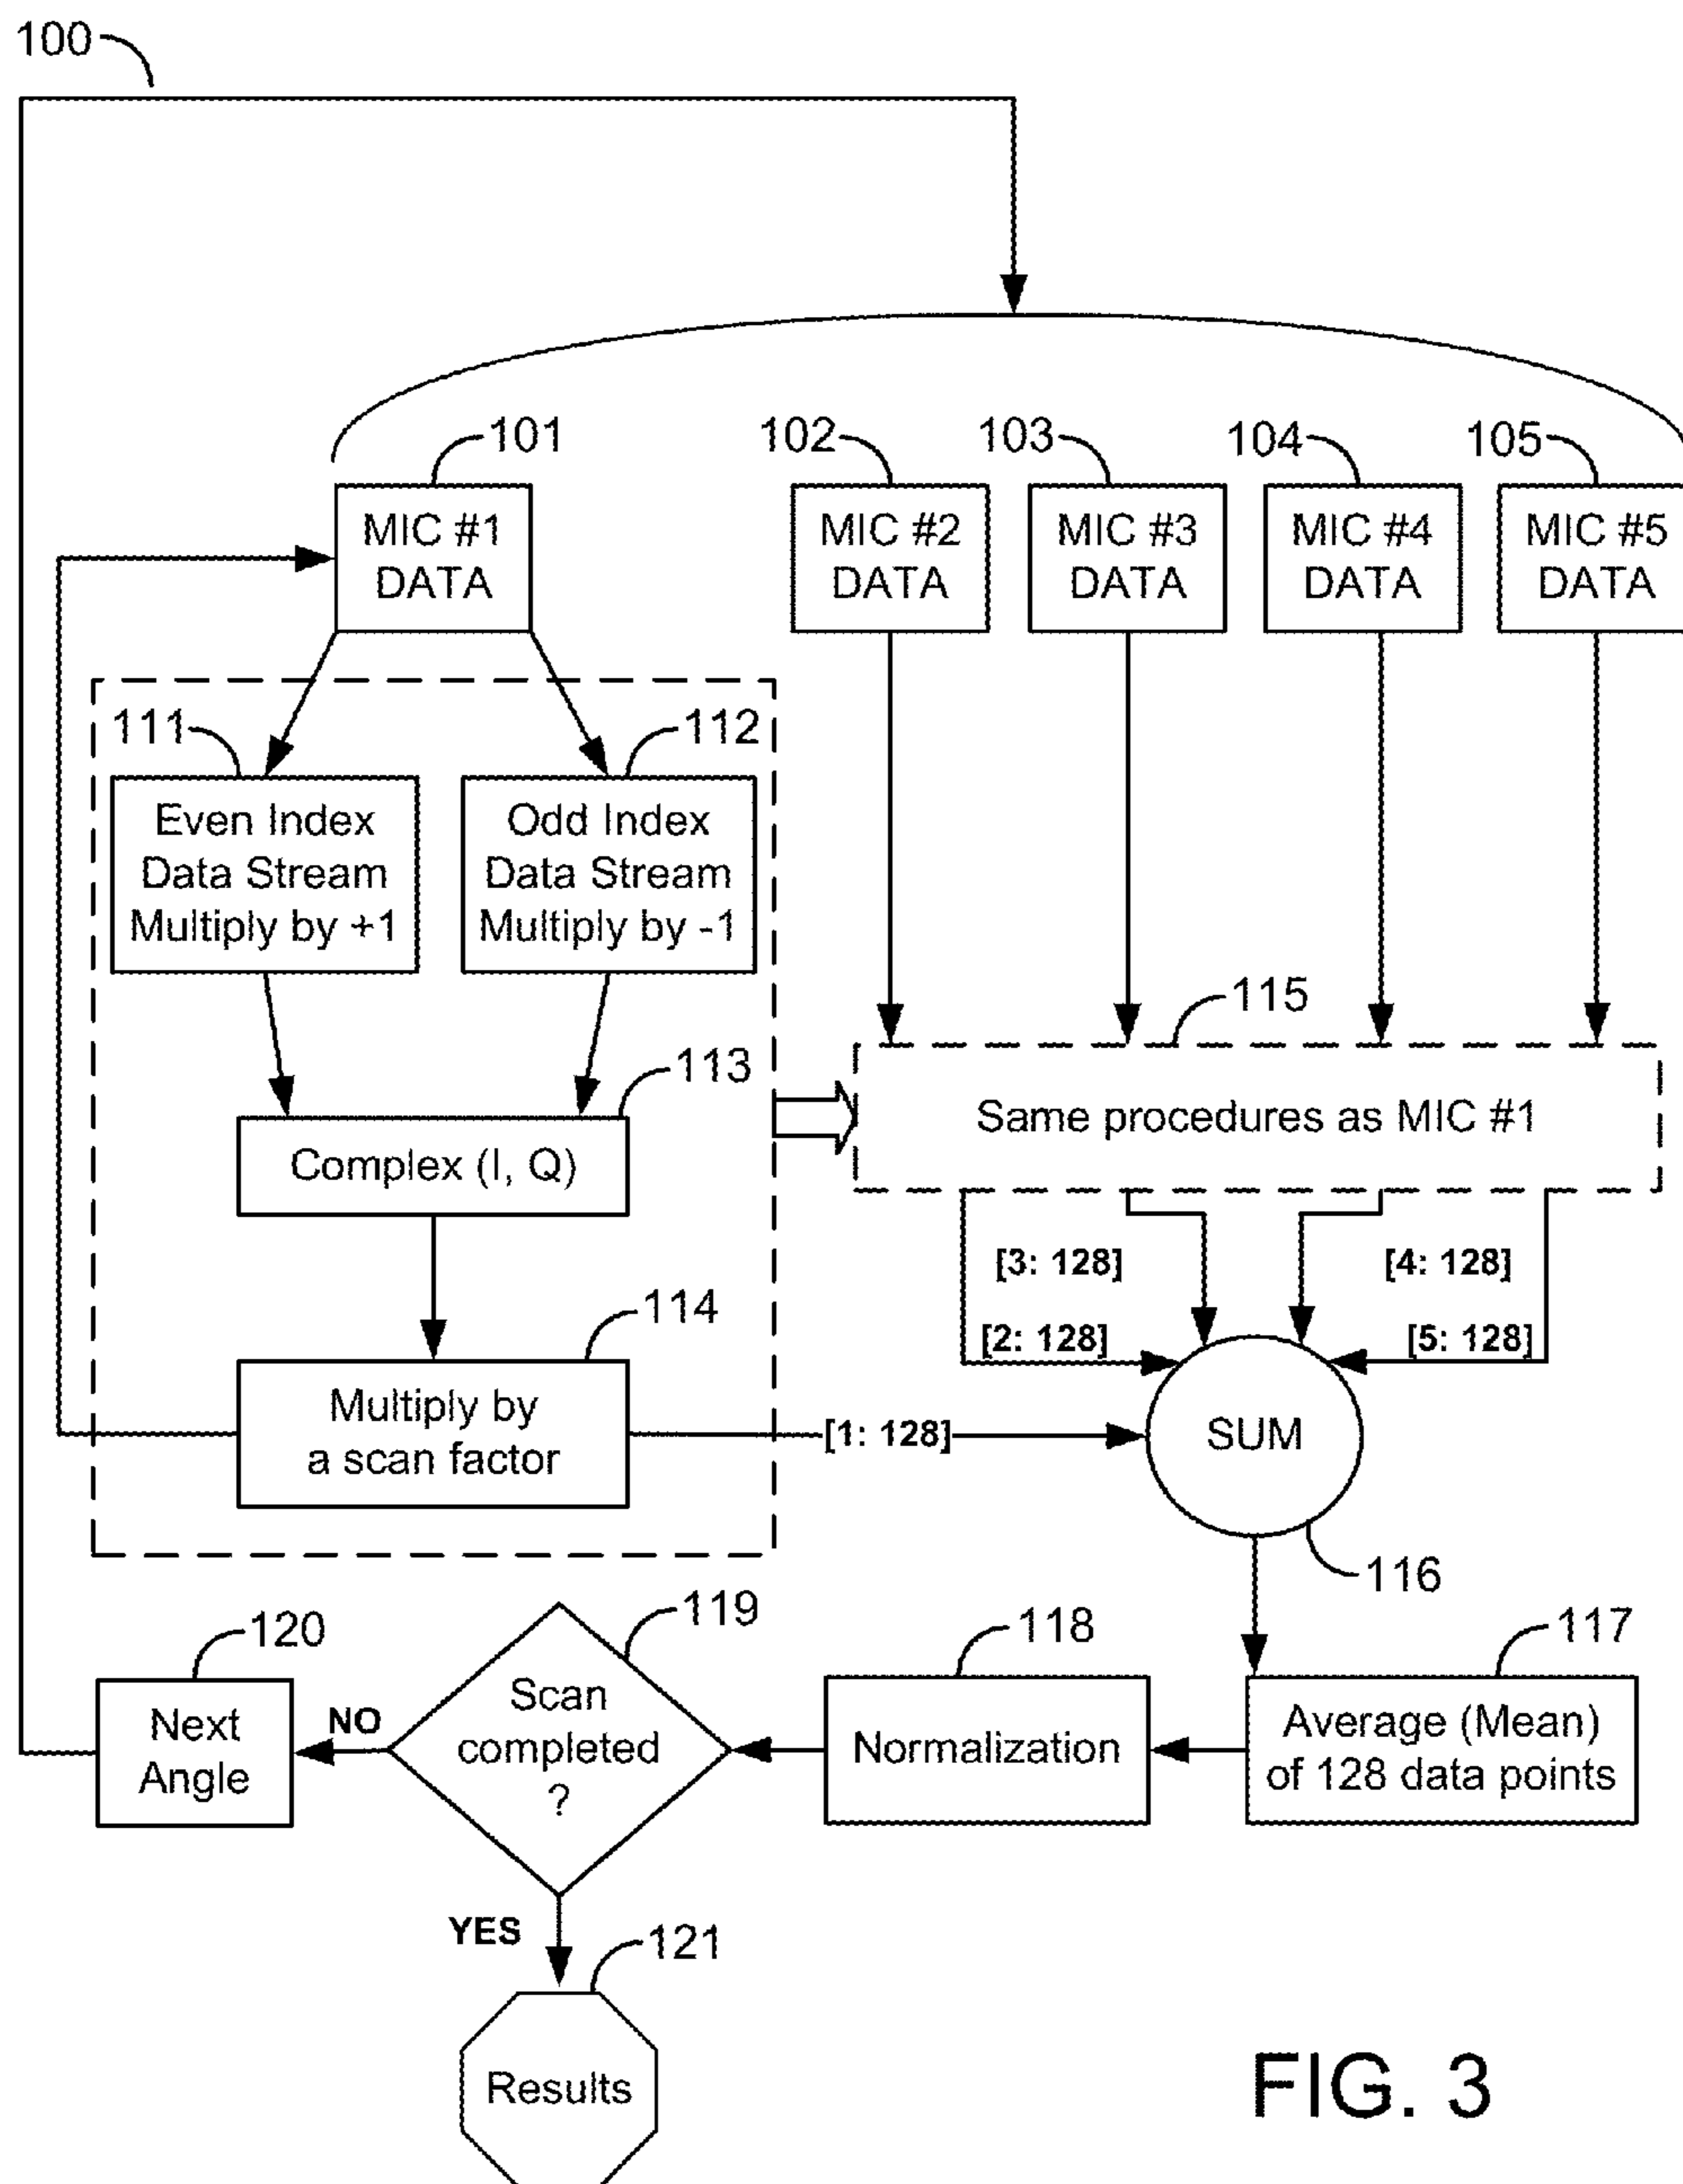 100
101
102
103
104
105
MIC #1
DATA
MIC #2
DATA
MIC #3
DATA
MIC #4
DATA
MIC #5
DATA
111
112
Even Index
Data Stream
Multiply by +1
Odd Index
Data Stream
Multiply by -1
115
113
Complex (I, Q)
Same procedures as MIC #1
[3: 128]
[4: 128]
[2: 128]
[5: 128]
114
Multiply by
a scan factor
[1: 128]
SUM
116
120
119
118
117
Next
Angle
NO
Scan
completed
?
Normalization
Average (Mean)
of 128 data points
YES
121
Results
FIG. 3